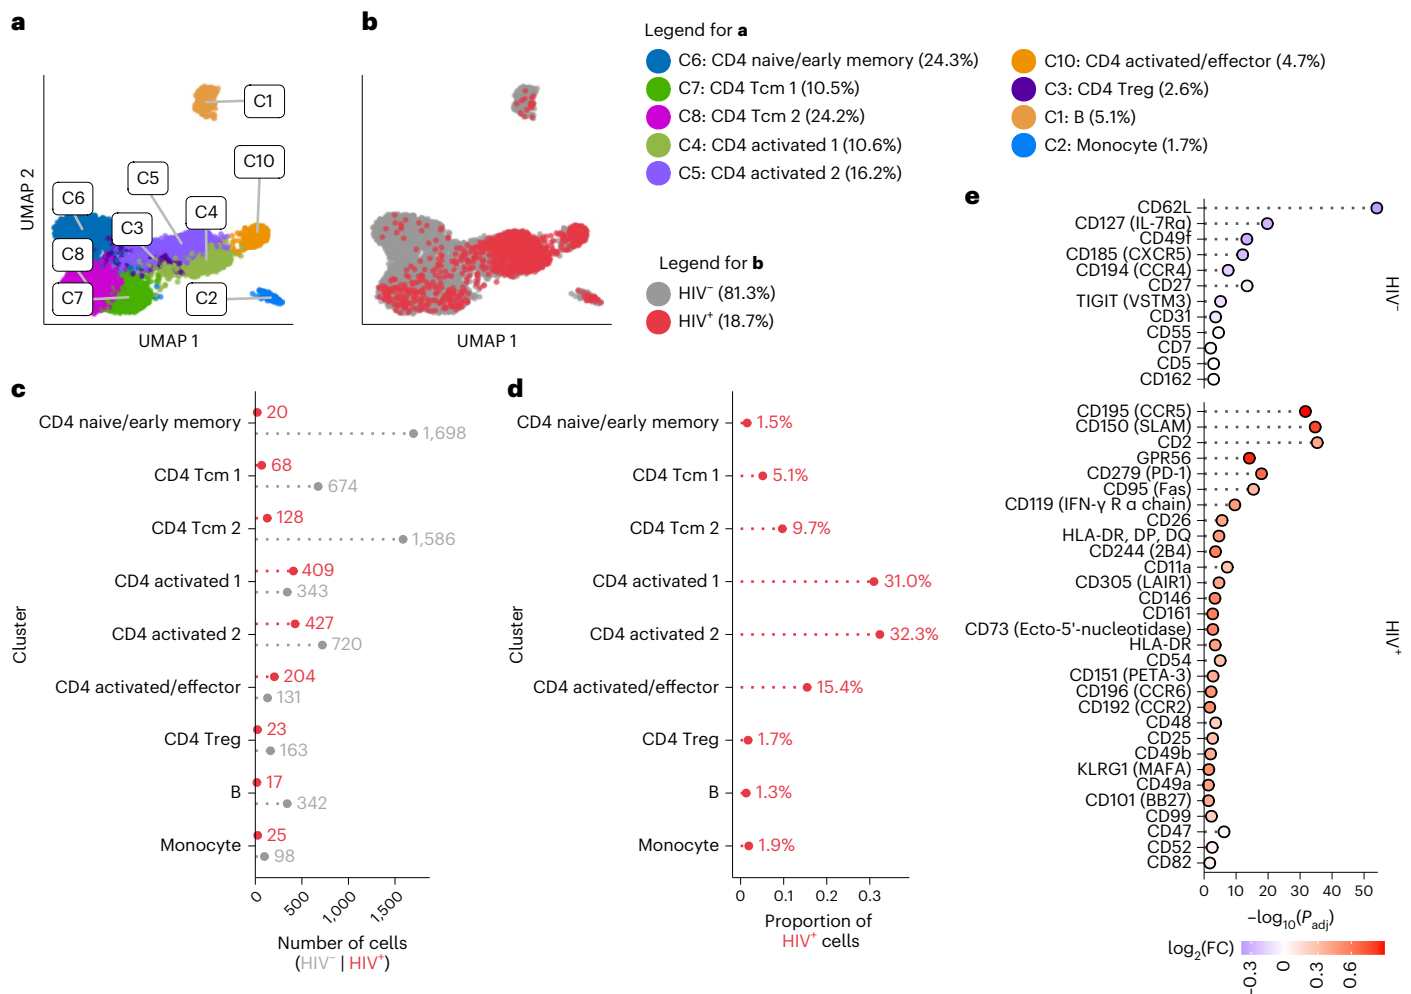 a
b
Legend for a
C6: CD4 naive/early memory (24.3%)
C7: CD4 Tcm 1 (10.5%)
C8: CD4 Tcm 2 (24.2%)
C4: CD4 activated 1 (10.6%)
C5: CD4 activated 2 (16.2%)
C10: CD4 activated/effector (4.7%)
C3: CD4 Treg (2.6%)
C1: B (5.1%)
C2: Monocyte (1.7%)
C1
C10
C5
C6
C4
C3
C8
C7
C2
UMAP 2
UMAP 1
UMAP 1
Legend for b
HIV⁻ (81.3%)
HIV⁺ (18.7%)
c
Cluster
CD4 naive/early memory
20
1,698
CD4 Tcm 1
68
674
CD4 Tcm 2
128
1,586
CD4 activated 1
409
343
CD4 activated 2
427
720
CD4 activated/effector
204
131
CD4 Treg
23
163
B
17
342
Monocyte
25
98
0
500
1,000
1,500
Number of cells
(HIV⁻ | HIV⁺)
d
Cluster
CD4 naive/early memory
1.5%
CD4 Tcm 1
5.1%
CD4 Tcm 2
9.7%
CD4 activated 1
31.0%
CD4 activated 2
32.3%
CD4 activated/effector
15.4%
CD4 Treg
1.7%
B
1.3%
Monocyte
1.9%
0
0.1
0.2
0.3
Proportion of
HIV⁺ cells
e
CD62L
CD127 (IL-7Rα)
CD49f
CD185 (CXCR5)
CD194 (CCR4)
CD27
TIGIT (VSTM3)
CD31
CD55
CD7
CD5
CD162
HIV⁻
CD195 (CCR5)
CD150 (SLAM)
CD2
GPR56
CD279 (PD-1)
CD95 (Fas)
CD119 (IFN-γ R α chain)
CD26
HLA-DR, DP, DQ
CD244 (2B4)
CD11a
CD305 (LAIR1)
CD146
CD161
CD73 (Ecto-5'-nucleotidase)
HLA-DR
CD54
CD151 (PETA-3)
CD196 (CCR6)
CD192 (CCR2)
CD48
CD25
CD49b
KLRG1 (MAFA)
CD49a
CD101 (BB27)
CD99
CD47
CD52
CD82
HIV⁺
0
10
20
30
40
50
−log₁₀(P adj)
log₂(FC)
−0.3
0
0.3
0.6